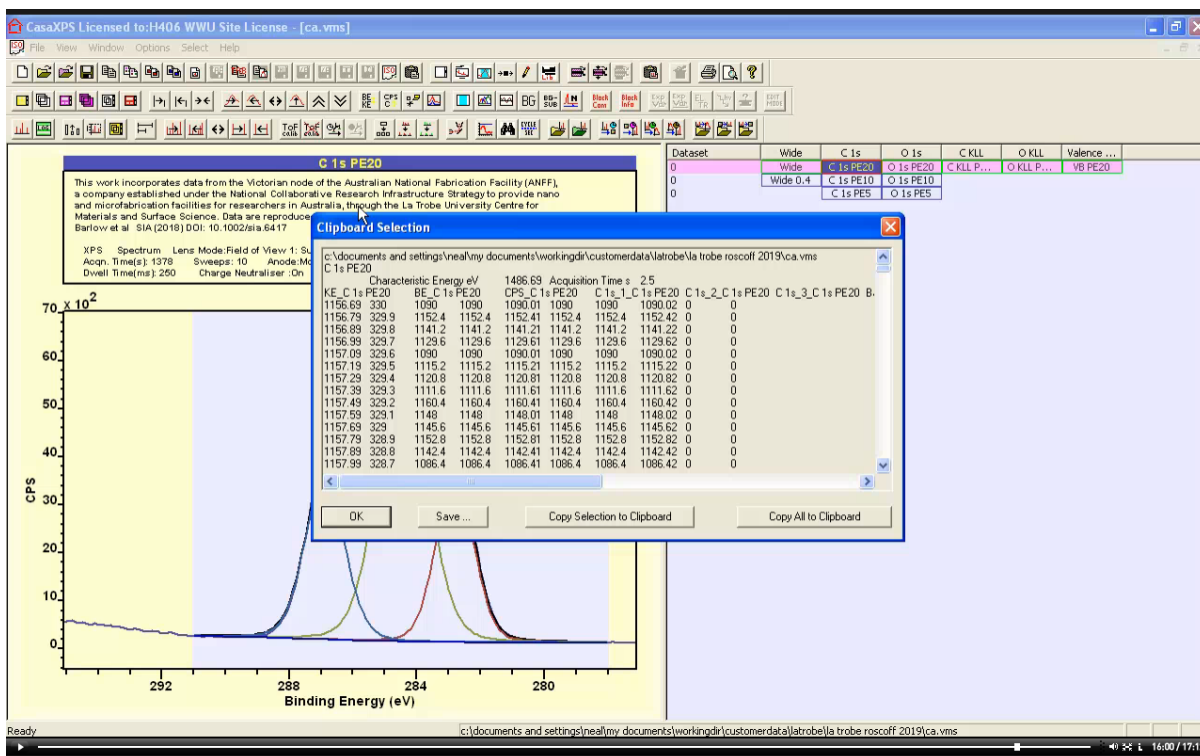 CasaXPS Licensed to:H406 WWU Site License - [ca.vms]
File View Window Options Select Help
C 1s PE20
This work incorporates data from the Victorian node of the Australian National Fabrication Facility (ANFF),
a company established under the National Collaborative Research Infrastructure Strategy to provide nano
and microfabrication facilities for researchers in Australia, through the La Trobe University Centre for
Materials and Surface Science. Data are reproduce
Barlow et al SIA (2018) DOI: 10.1002/sia.6417
XPS Spectrum Lens Mode:Field of View 1: Su
Acqn. Time(s): 1378 Sweeps: 10 Anode:Mo
Dwell Time(ms): 250 Charge Neutraliser :On
Dataset Wide C 1s O 1s C KLL O KLL Valence ...
0 Wide C 1s PE20 O 1s PE20 C KLL P... O KLL P... VB PE20
0 Wide 0.4 C 1s PE10 O 1s PE10
0 C 1s PE5 O 1s PE5
Clipboard Selection
c:\documents and settings\neal\my documents\workingdir\customerdata\latrobe\la trobe roscoff 2019\ca.vms
C 1s PE20
Characteristic Energy eV 1486.69 Acquisition Time s 2.5
KE_C 1s PE20 BE_C 1s PE20 CPS_C 1s PE20 C 1s_1_C 1s PE20 C 1s_2_C 1s PE20 C 1s_3_C 1s PE20
1156.69 330 1090 1090 1090.01 1090 1090 1090.02 0 0
1156.79 329.9 1152.4 1152.4 1152.41 1152.4 1152.4 1152.42 0 0
1156.89 329.8 1141.2 1141.2 1141.21 1141.2 1141.2 1141.22 0 0
1156.99 329.7 1129.6 1129.6 1129.61 1129.6 1129.6 1129.62 0 0
1157.09 329.6 1090 1090 1090.01 1090 1090 1090.02 0 0
1157.19 329.5 1115.2 1115.2 1115.21 1115.2 1115.2 1115.22 0 0
1157.29 329.4 1120.8 1120.8 1120.81 1120.8 1120.8 1120.82 0 0
1157.39 329.3 1111.6 1111.6 1111.61 1111.6 1111.6 1111.62 0 0
1157.49 329.2 1160.4 1160.4 1160.41 1160.4 1160.4 1160.42 0 0
1157.59 329.1 1148 1148 1148.01 1148 1148 1148.02 0 0
1157.69 329 1145.6 1145.6 1145.61 1145.6 1145.6 1145.62 0 0
1157.79 328.9 1152.8 1152.8 1152.81 1152.8 1152.8 1152.82 0 0
1157.89 328.8 1142.4 1142.4 1142.41 1142.4 1142.4 1142.42 0 0
1157.99 328.7 1086.4 1086.4 1086.41 1086.4 1086.4 1086.42 0 0
OK Save ... Copy Selection to Clipboard Copy All to Clipboard
70 x 10²
60
50
40
CPS
30
20
10
0
292 288 284 280
Binding Energy (eV)
Ready c:\documents and settings\neal\my documents\workingdir\customerdata\latrobe\la trobe roscoff 2019\ca.vms
16:00 / 17:1